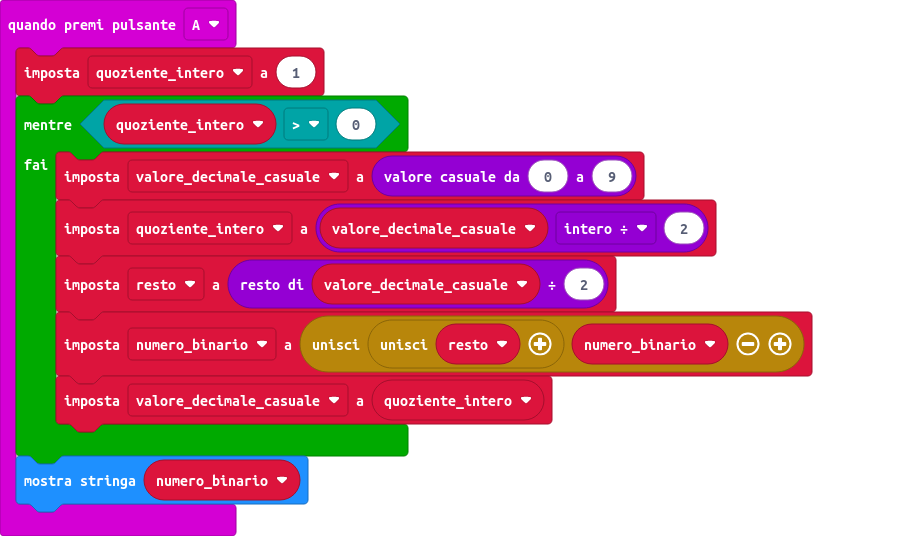 quando premi pulsante A
imposta quoziente_intero a 1
mentre quoziente_intero > 0
fai
imposta valore_decimale_casuale a valore casuale da 0 a 9
imposta quoziente_intero a valore_decimale_casuale intero ÷ 2
imposta resto a resto di valore_decimale_casuale ÷ 2
imposta numero_binario a unisci unisci resto numero_binario
imposta valore_decimale_casuale a quoziente_intero
mostra stringa numero_binario